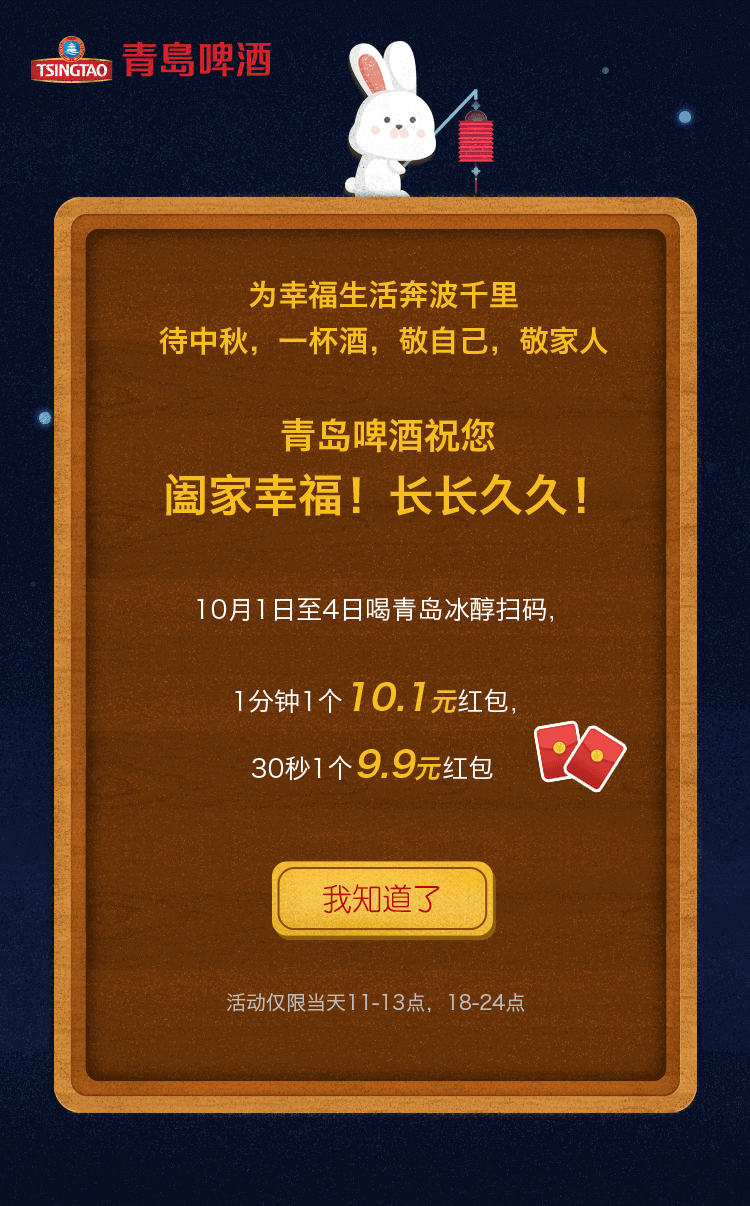 TSINGTAO 青島啤酒
为幸福生活奔波千里
待中秋，一杯酒，敬自己，敬家人
青岛啤酒祝您
阖家幸福！长长久久！
10月1日至4日喝青岛冰醇扫码，
1分钟1个10.1元红包，
30秒1个9.9元红包
我知道了
活动仅限当天11-13点，18-24点